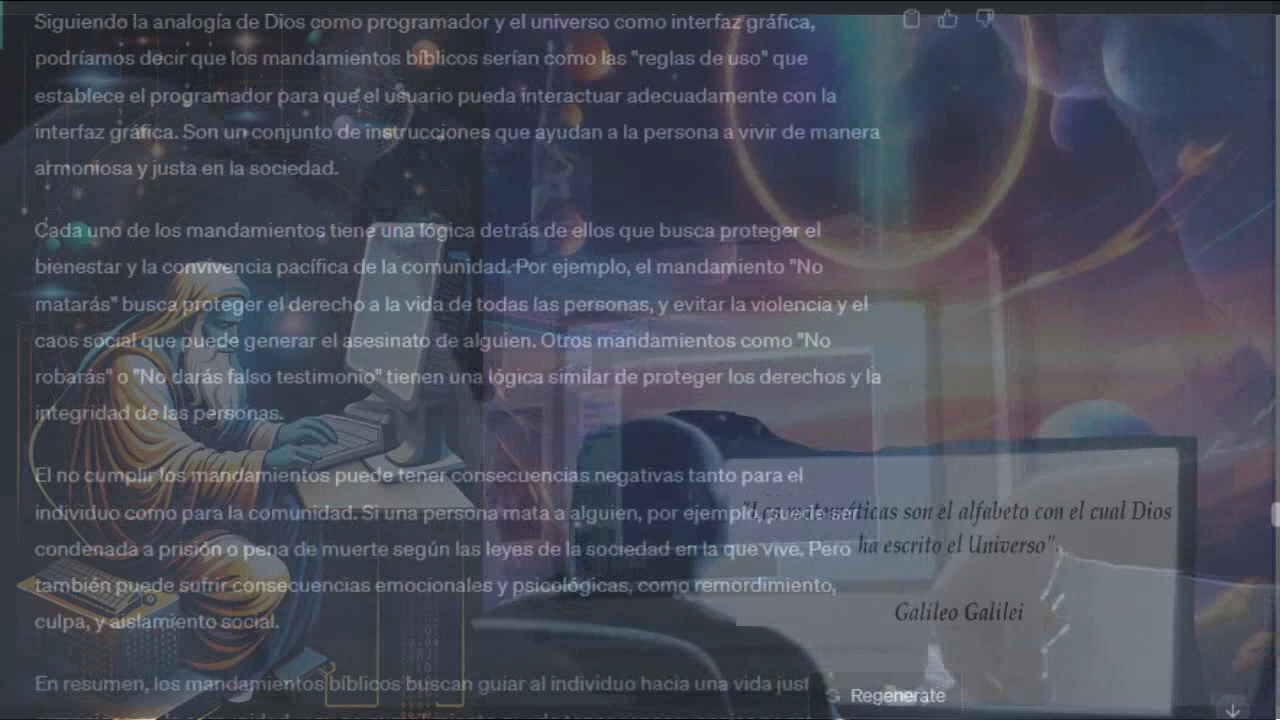 Siguiendo la analogía de Dios como programador y el universo como interfaz gráfica,
podríamos decir que los mandamientos bíblicos serían como las "reglas de uso" que
establece el programador para que el usuario pueda interactuar adecuadamente con la
interfaz gráfica. Son un conjunto de instrucciones que ayudan a la persona a vivir de manera
armoniosa y justa en la sociedad.
Cada uno de los mandamientos tiene una lógica detrás de ellos que busca proteger el
bienestar y la convivencia pacífica de la comunidad. Por ejemplo, el mandamiento "No
matarás" busca proteger el derecho a la vida de todas las personas, y evitar la violencia y el
caos social que puede generar el asesinato de alguien. Otros mandamientos como "No
robarás" o "No darás falso testimonio" tienen una lógica similar de proteger los derechos y la
integridad de las personas.
El no cumplir los mandamientos puede tener consecuencias negativas tanto para el
individuo como para la comunidad. Si una persona mata a alguien, por ejemplo, puede ser
condenada a prisión o pena de muerte según las leyes de la sociedad en la que vive. Pero
también puede sufrir consecuencias emocionales y psicológicas, como remordimiento,
culpa, y aislamiento social.
En resumen, los mandamientos bíblicos buscan guiar al individuo hacia una vida just
Regenerate
"Las matemáticas son el alfabeto con el cual Dios
ha escrito el Universo"
Galileo Galilei